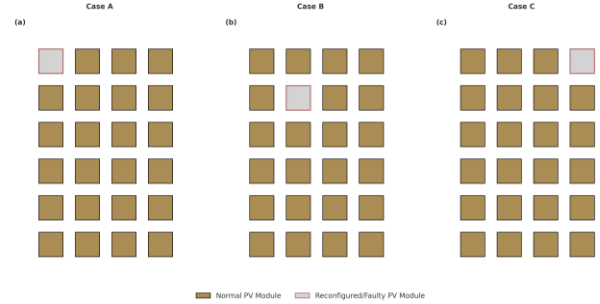 Case A
Case B
Case C
(a)
(b)
(c)
Normal PV Module
Reconfigured/Faulty PV Module